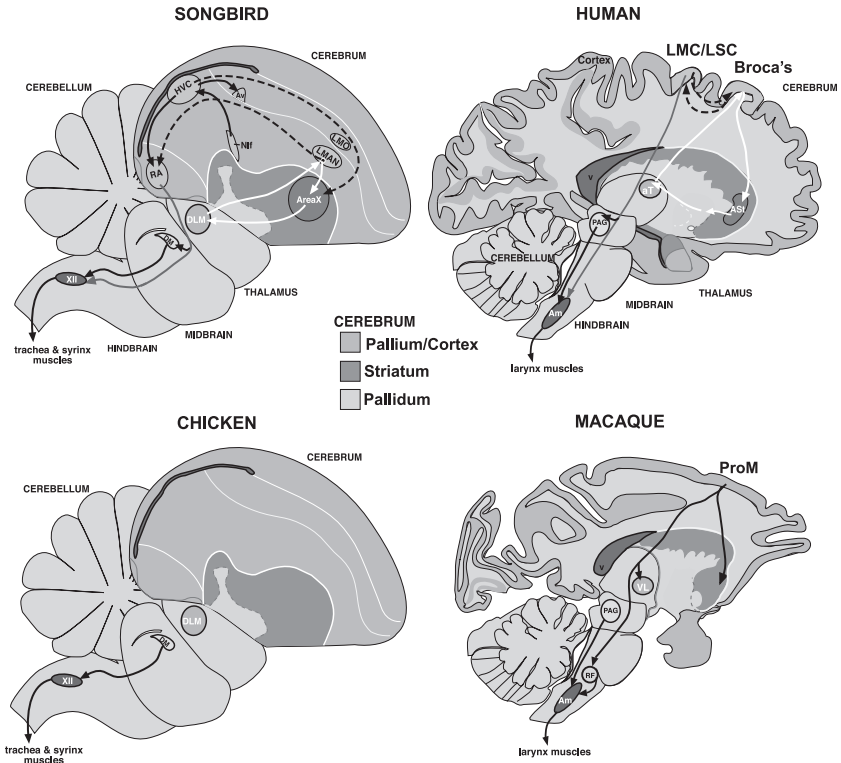 SONGBIRD
CEREBRUM
CEREBELLUM
HVC
Av
LMO
NIf
LMAN
RA
AreaX
DLM
DM
XII
THALAMUS
MIDBRAIN
HINDBRAIN
trachea & syrinx
muscles
HUMAN
LMC/LSC
Broca's
Cortex
CEREBRUM
V
aT
ASt
PAG
CEREBELLUM
THALAMUS
MIDBRAIN
Am
HINDBRAIN
larynx muscles
CEREBRUM
Pallium/Cortex
Striatum
Pallidum
CHICKEN
CEREBRUM
CEREBELLUM
DLM
DM
XII
trachea & syrinx
muscles
MACAQUE
ProM
V
VL
PAG
RF
Am
larynx muscles